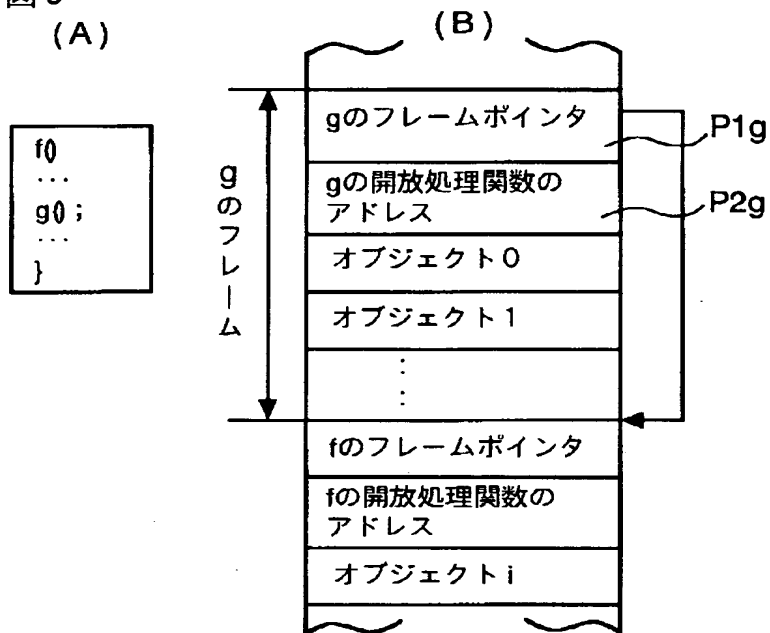 (A)
f()
...
g() ;
...
}
(B)
gのフレーム
gのフレームポインタ
P1g
gの開放処理関数の
アドレス
P2g
オブジェクト0
オブジェクト1
fのフレームポインタ
fの開放処理関数の
アドレス
オブジェクトi